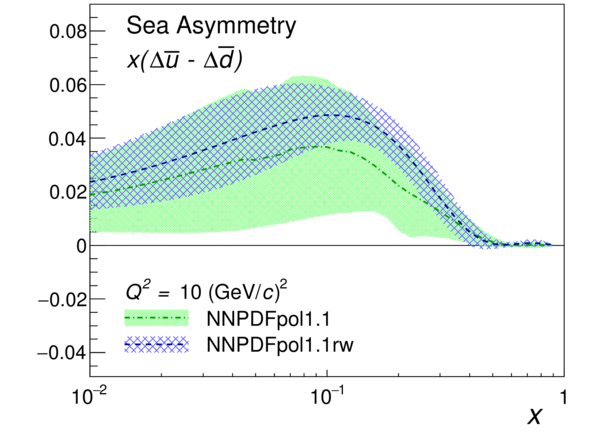 Sea Asymmetry
x(Δu̅ - Δd̅)
0.08
0.06
0.04
0.02
0
−0.02
−0.04
Q² = 10 (GeV/c)²
NNPDFpol1.1
NNPDFpol1.1rw
10⁻² 10⁻¹ 1
x